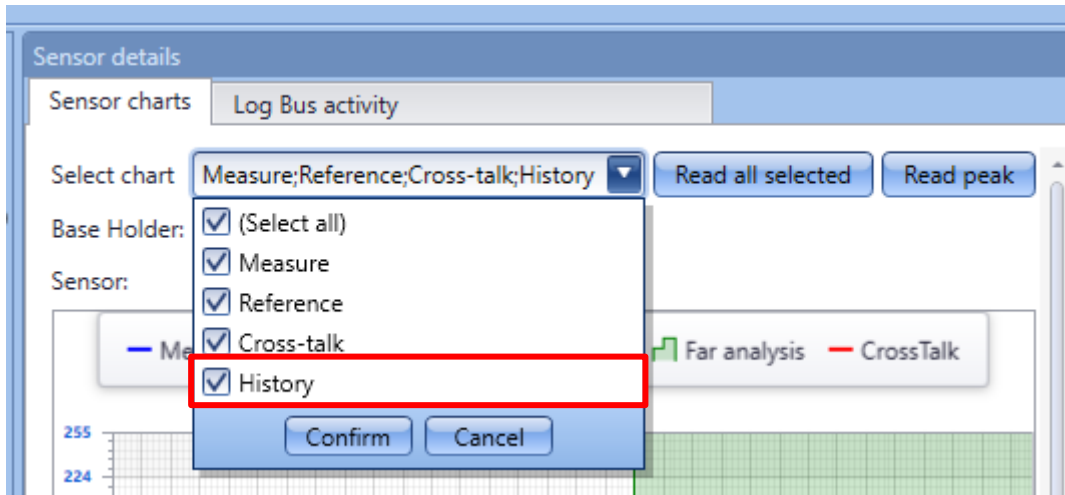 Sensor details
Sensor charts Log Bus activity
Select chart Measure;Reference;Cross-talk;History Read all selected Read peak
(Select all)
Base Holder:
Measure
Sensor:
Reference
Cross-talk
Far analysis CrossTalk
History
Confirm Cancel
255
224